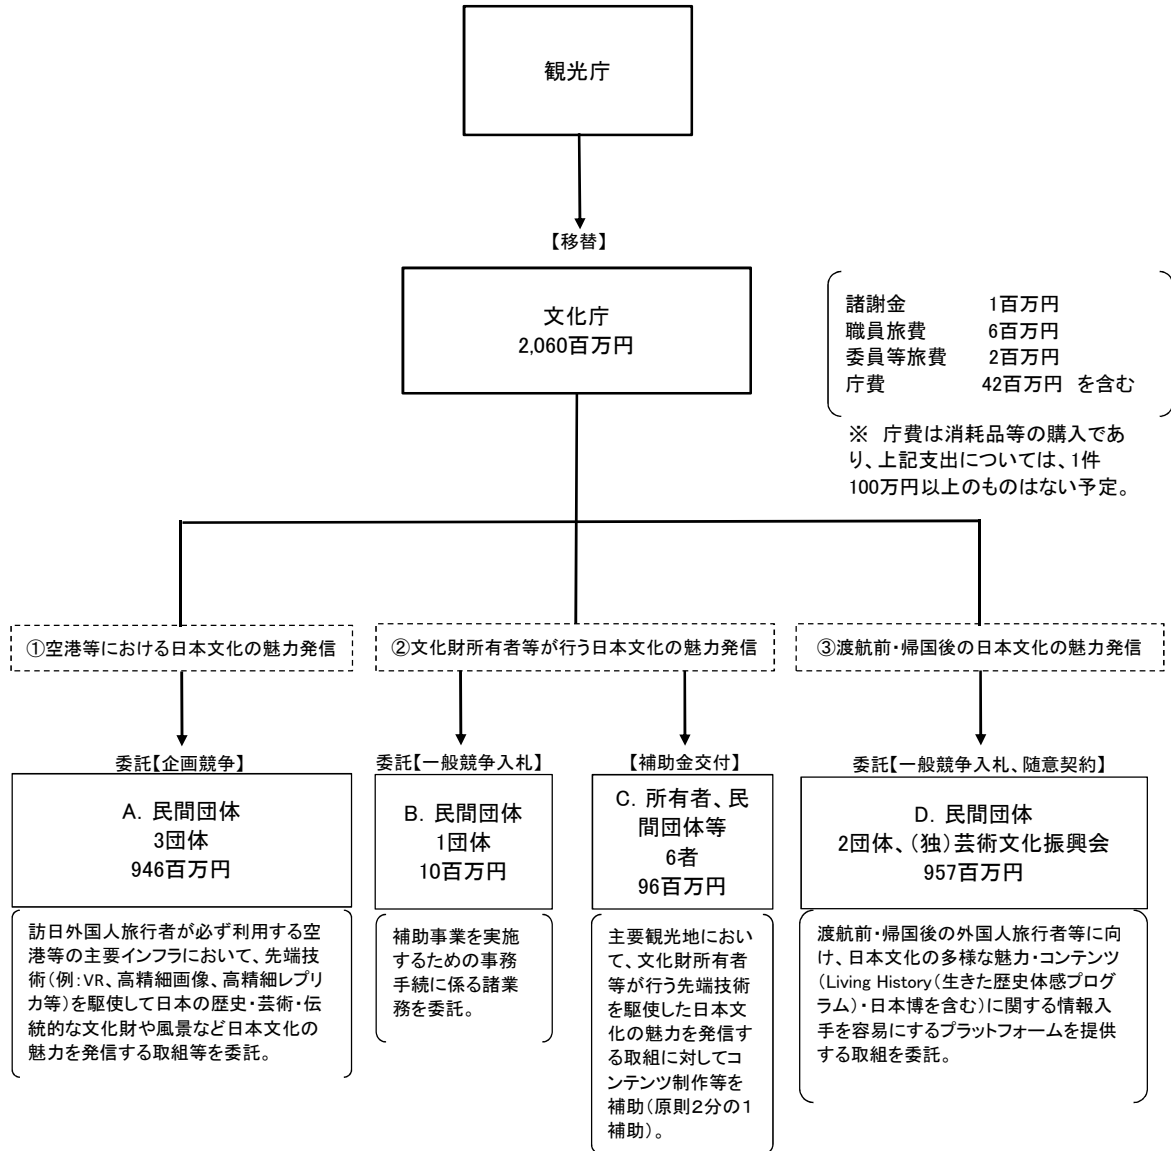 観光庁
【移替】
文化庁
2,060百万円
諸謝金 1百万円
職員旅費 6百万円
委員等旅費 2百万円
庁費 42百万円 を含む
※ 庁費は消耗品等の購入であ
り、上記支出については、1件
100万円以上のものはない予定。
①空港等における日本文化の魅力発信
②文化財所有者等が行う日本文化の魅力発信
③渡航前・帰国後の日本文化の魅力発信
委託【企画競争】
A. 民間団体
3団体
946百万円
訪日外国人旅行者が必ず利用する空
港等の主要インフラにおいて、先端技
術(例:VR、高精細画像、高精細レプリ
カ等)を駆使して日本の歴史・芸術・伝
統的な文化財や風景など日本文化の
魅力を発信する取組等を委託。
委託【一般競争入札】
B. 民間団体
1団体
10百万円
補助事業を実施
するための事務
手続に係る諸業
務を委託。
【補助金交付】
C. 所有者、民
間団体等
6者
96百万円
主要観光地におい
て、文化財所有者
等が行う先端技術
を駆使した日本文
化の魅力を発信す
る取組に対してコ
ンテンツ制作等を
補助(原則2分の1
補助)。
委託【一般競争入札、随意契約】
D. 民間団体
2団体、(独)芸術文化振興会
957百万円
渡航前・帰国後の外国人旅行者等に向
け、日本文化の多様な魅力・コンテンツ
(Living History(生きた歴史体感プログ
ラム)・日本博を含む)に関する情報入
手を容易にするプラットフォームを提供
する取組を委託。